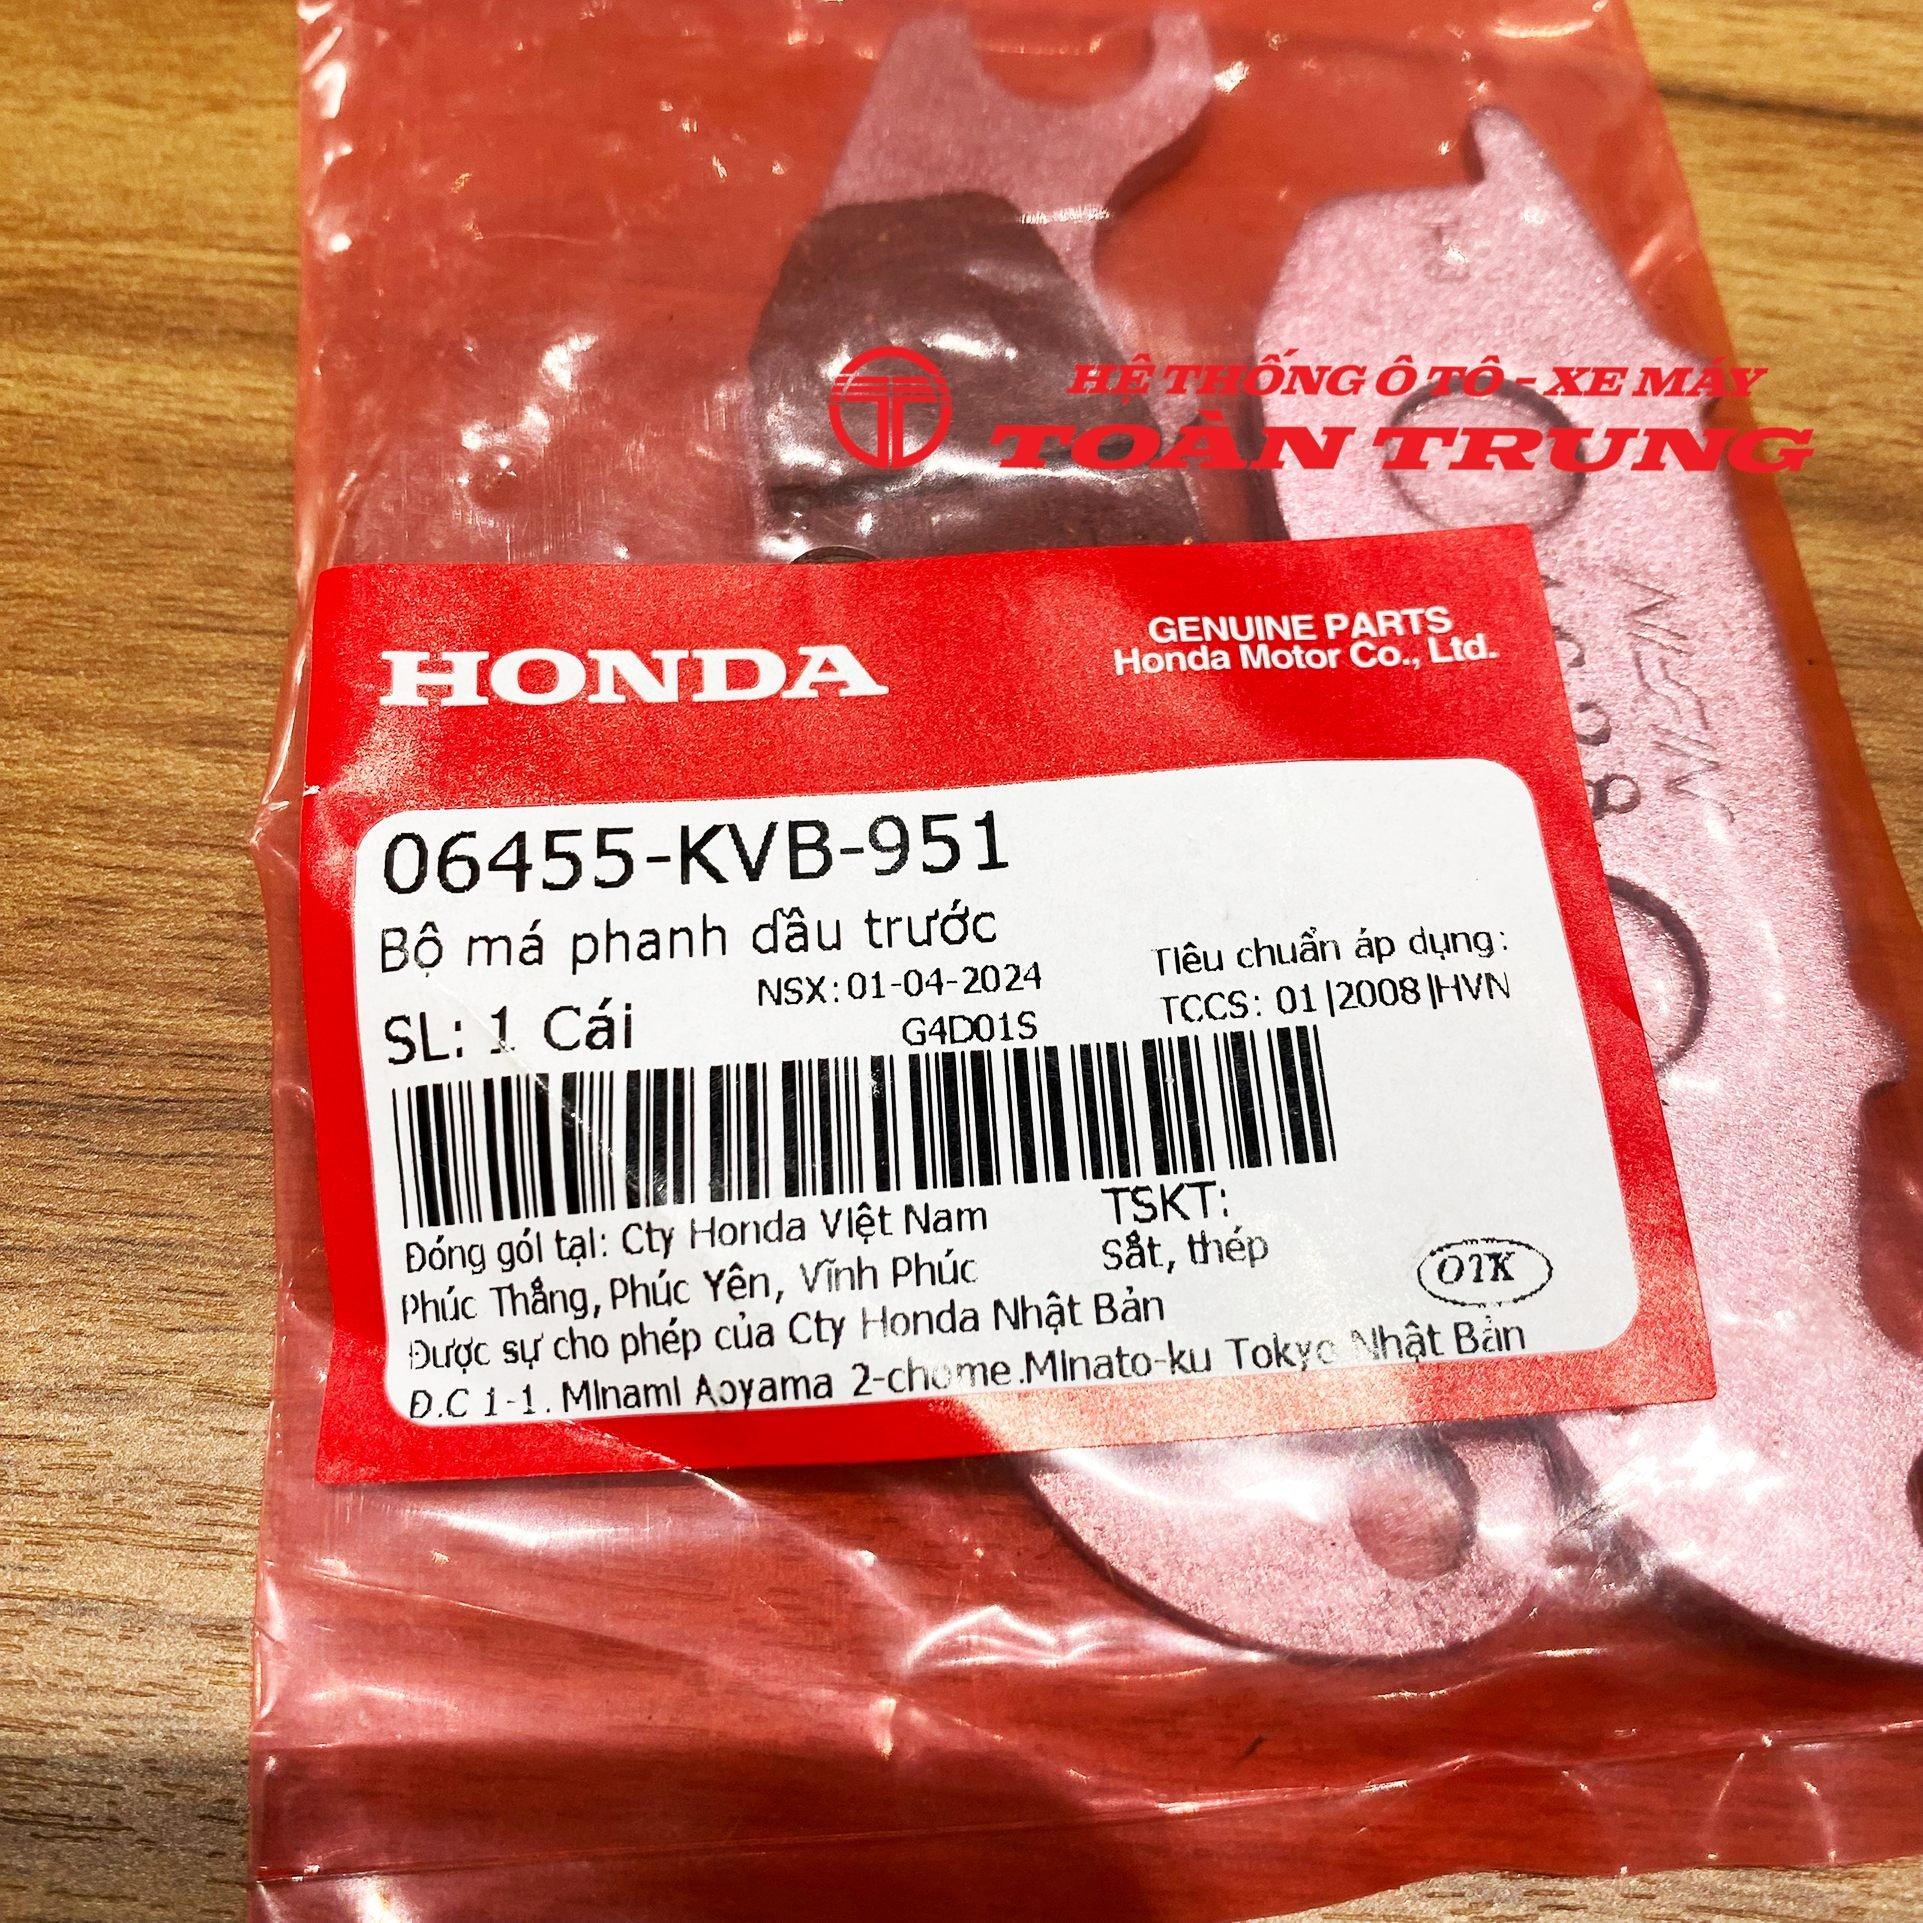 HỆ THỐNG Ô TÔ - XE MÁY
TOÀN TRUNG
HONDA
GENUINE PARTS
Honda Motor Co., Ltd.
NISSIN
06455-KVB-951
Bộ má phanh dầu trước
NSX: 01-04-2024
Tiêu chuẩn áp dụng:
SL: 1 Cái
G4D01S
TCCS: 01|2008|HVN
Đóng gói tại: Cty Honda Việt Nam
TSKT:
Phúc Thắng, Phúc Yên, Vĩnh Phúc
Sắt, thép
Được sự cho phép của Cty Honda Nhật Bản
Đ.C 1-1. Minami Aoyama 2-chome.Minato-ku Tokyo Nhật Bản